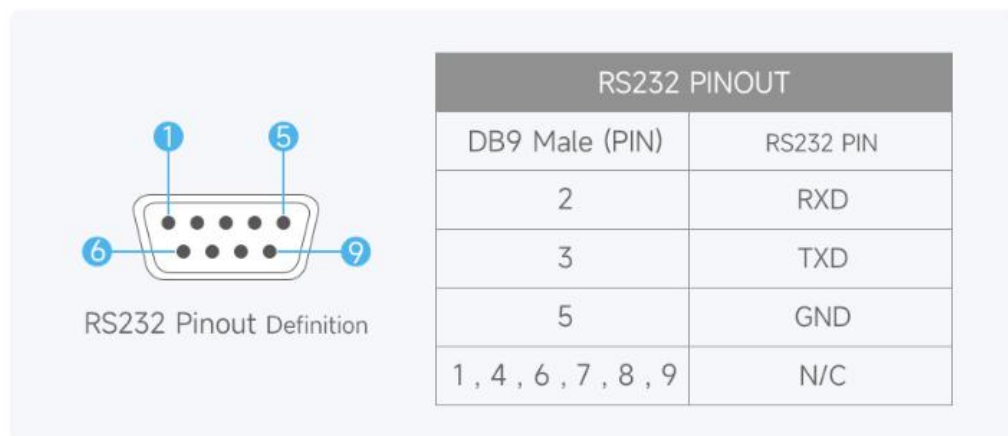 RS232 PINOUT
DB9 Male (PIN) RS232 PIN
2 RXD
3 TXD
5 GND
1 , 4 , 6 , 7 , 8 , 9 N/C
1 5
6 9
RS232 Pinout Definition